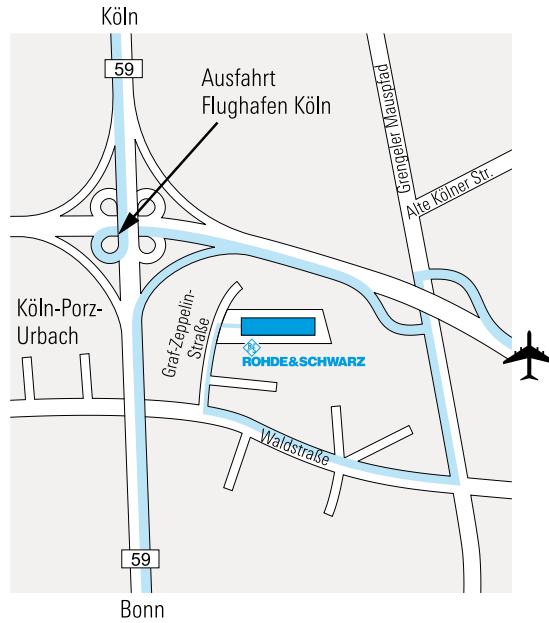 Köln
59
Ausfahrt
Flughafen Köln
Grengeler Mauspfad
Alte Kölner Str.
Köln-Porz-
Urbach
Graf-Zeppelin-
Straße
ROHDE&SCHWARZ
Waldstraße
59
Bonn